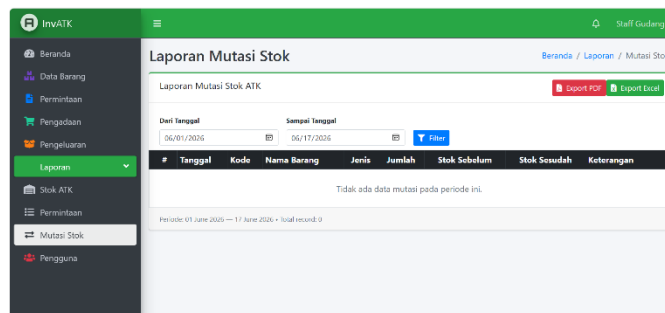 InvATK
Staff Gudang
Beranda
Data Barang
Permintaan
Pengadaan
Pengeluaran
Laporan
Stok ATK
Permintaan
Mutasi Stok
Pengguna
Laporan Mutasi Stok
Beranda / Laporan / Mutasi Sto
Laporan Mutasi Stok ATK
Export PDF Export Excel
Dari Tanggal Sampai Tanggal
06/01/2026 06/17/2026 Filter
# Tanggal Kode Nama Barang Jenis Jumlah Stok Sebelum Stok Sesudah Keterangan
Tidak ada data mutasi pada periode ini.
Periode: 01 June 2026 — 17 June 2026 • Total record: 0